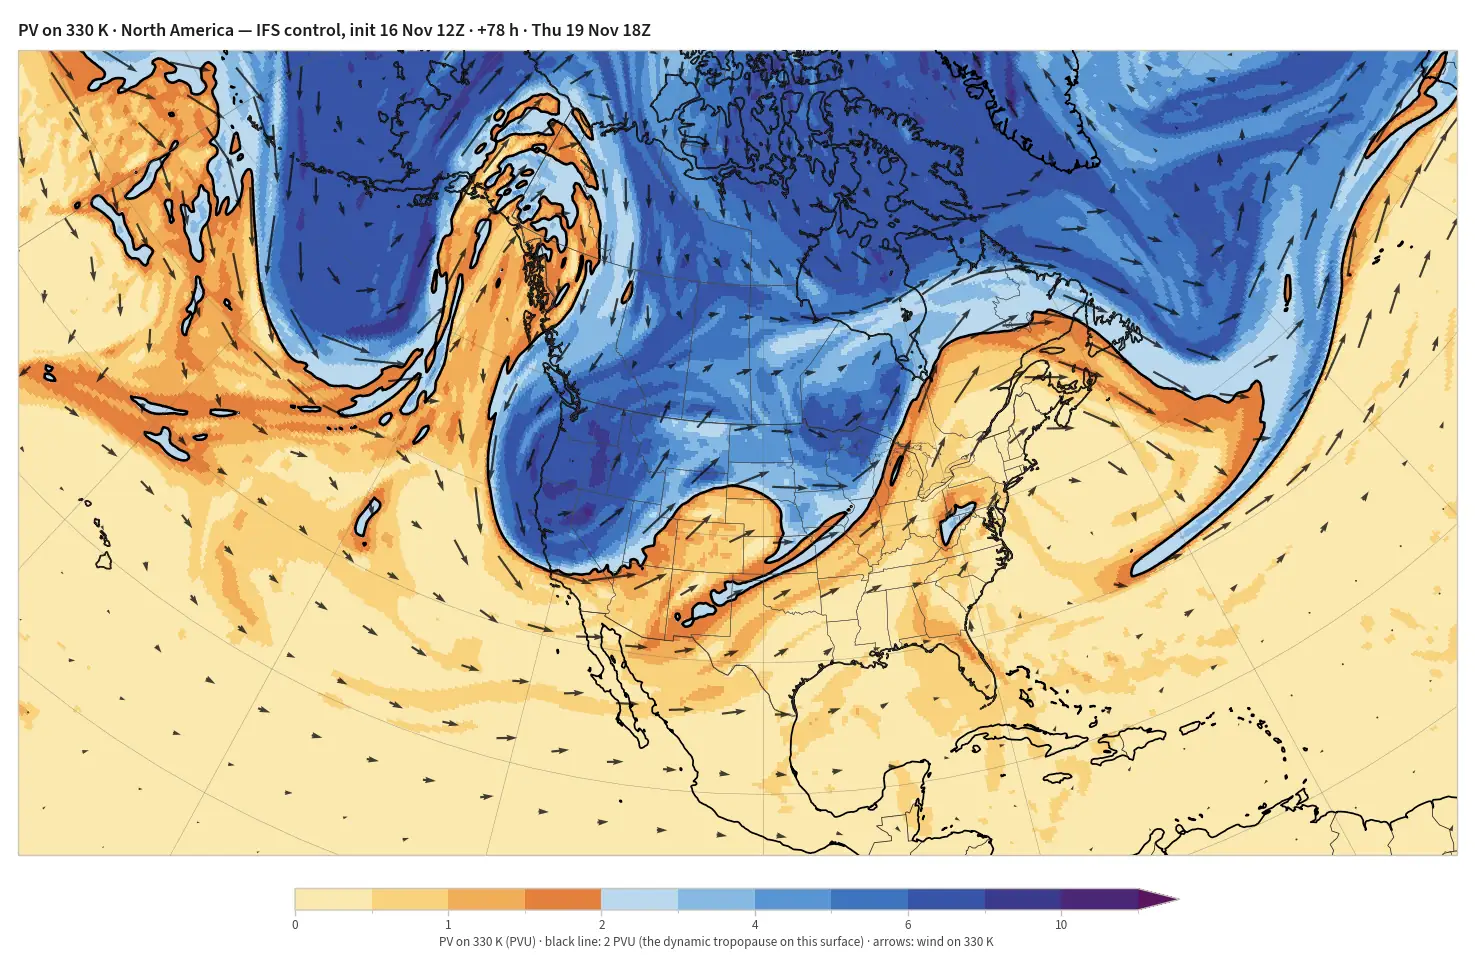 PV on 330 K · North America — IFS control, init 16 Nov 12Z · +78 h · Thu 19 Nov 18Z
0 1 2 4 6 10
PV on 330 K (PVU) · black line: 2 PVU (the dynamic tropopause on this surface) · arrows: wind on 330 K